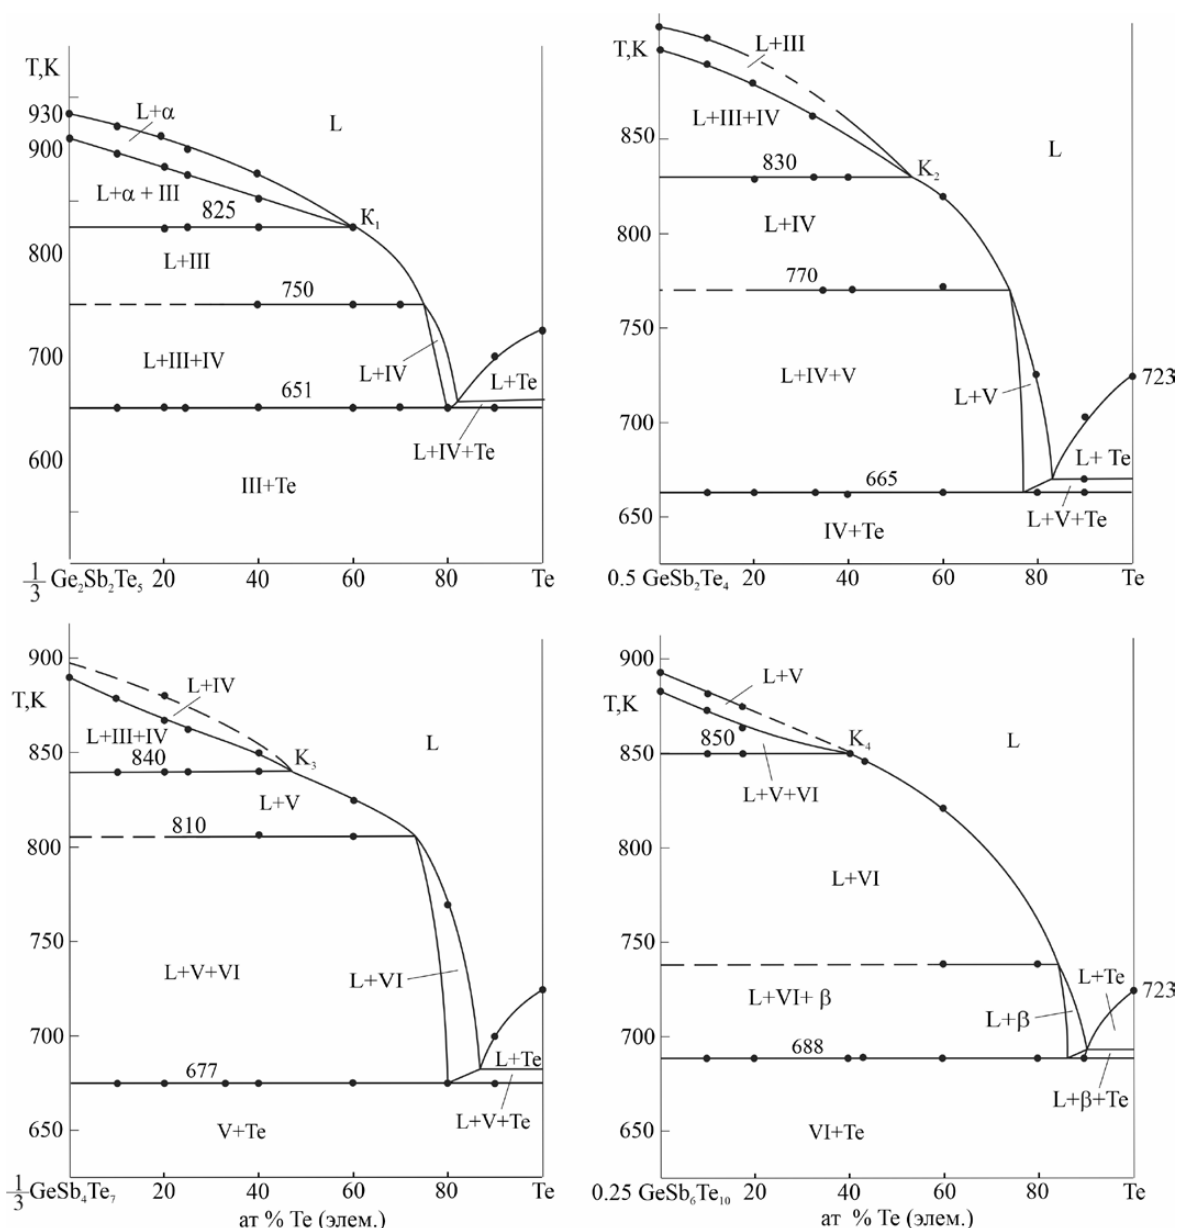 T,K
930
900
800
700
600
L+α
L
L+α + III
825
K₁
L+III
750
L+III+IV
L+IV
L+Te
651
L+IV+Te
III+Te
1/3 Ge₂Sb₂Te₅
20
40
60
80
Te
T,K
850
800
750
700
650
L+III
L+III+IV
L
830
K₂
L+IV
770
L+IV+V
L+V
723
L+ Te
665
L+V+Te
IV+Te
0.5 GeSb₂Te₄
20
40
60
80
Te
900
T,K
850
800
750
700
650
L+IV
L+III+IV
840
K₃
L
L+V
810
L+V+VI
L+VI
L+Te
677
L+V+Te
V+Te
1/3 GeSb₄Te₇
20
40
60
80
Te
ат % Te (элем.)
900
T,K
850
800
750
700
650
L+V
850
K₄
L
L+V+VI
L+VI
L+VI+ β
L+β
L+Te
723
688
L+β+Te
VI+Te
0.25 GeSb₆Te₁₀
20
40
60
80
Te
ат % Te (элем.)